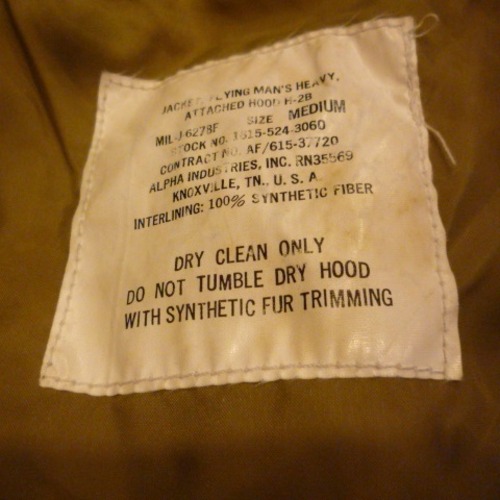 JACKET, FLYING MAN'S HEAVY,
ATTACHED HOOD N-2B
MIL-J-6278F SIZE MEDIUM
STOCK NO. 1615-524-3060
CONTRACT NO. AF/615-37720
ALPHA INDUSTRIES, INC. RN35569
KNOXVILLE, TN., U. S. A.
INTERLINING: 100% SYNTHETIC FIBER
DRY CLEAN ONLY
DO NOT TUMBLE DRY HOOD
WITH SYNTHETIC FUR TRIMMING